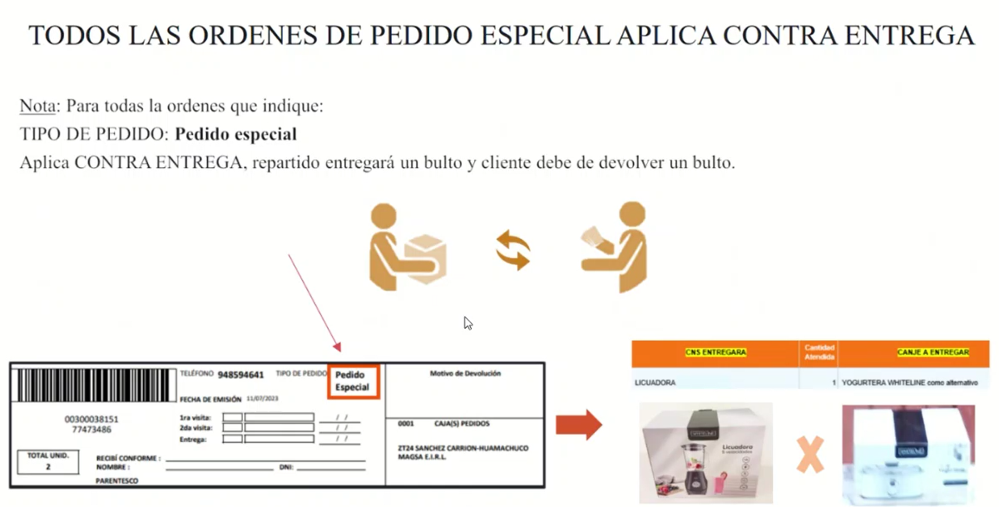 TODOS LAS ORDENES DE PEDIDO ESPECIAL APLICA CONTRA ENTREGA
Nota: Para todas la ordenes que indique:
TIPO DE PEDIDO: Pedido especial
Aplica CONTRA ENTREGA, repartido entregará un bulto y cliente debe de devolver un bulto.
TELÉFONO 948594641 TIPO DE PEDIDO Pedido Especial
FECHA DE EMISIÓN 11/07/2023
00300038151
77473486
1ra visita: / /
2da visita: / /
Entrega: / /
TOTAL UNID.
2
RECIBÍ CONFORME :
NOMBRE : DNI:
PARENTESCO
Motivo de Devolución
0001 CAJA(S) PEDIDOS
ZT24 SANCHEZ CARRION-HUAMACHUCO
MAGSA E.I.R.L.
CNS ENTREGARA Cantidad Atendida CANJE A ENTREGAR
LICUADORA 1 YOGURTERA WHITELINE como alternativo
Licuadora